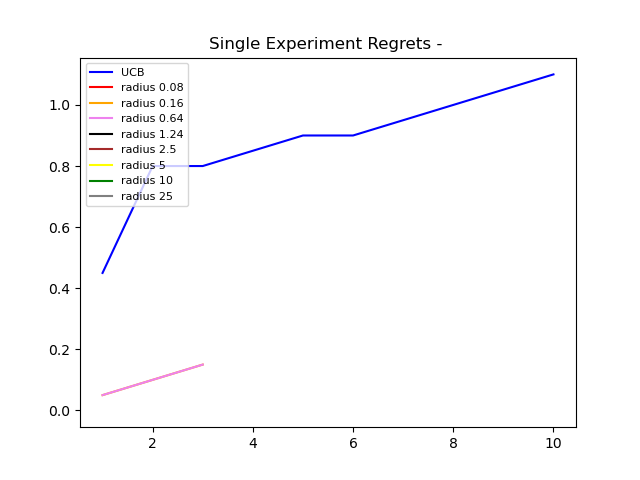 Single Experiment Regrets -
UCB
radius 0.08
radius 0.16
radius 0.64
radius 1.24
radius 2.5
radius 5
radius 10
radius 25
1.0
0.8
0.6
0.4
0.2
0.0
2 4 6 8 10